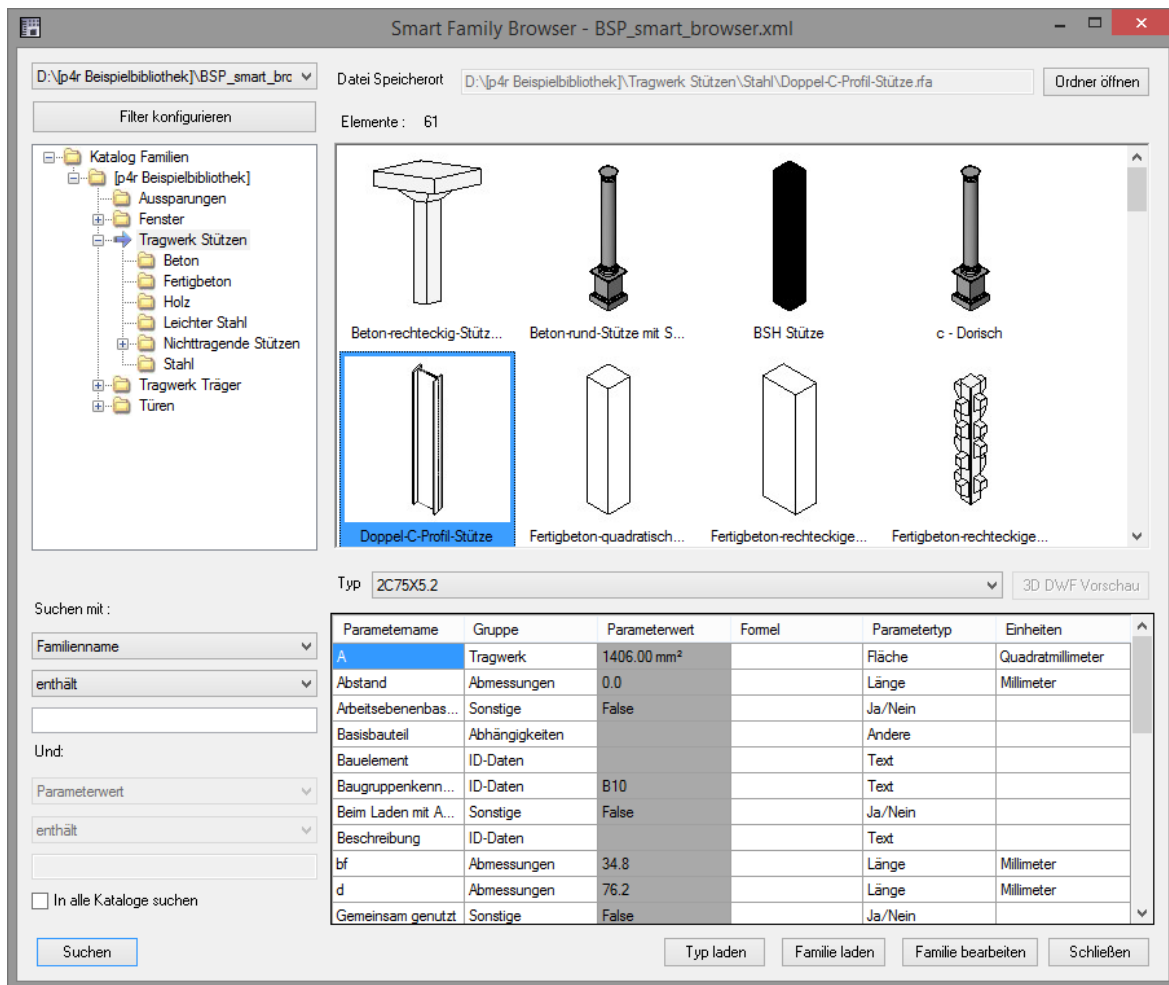 Smart Family Browser - BSP_smart_browser.xml
D:\[p4r Beispielbibliothek]\BSP_smart_brc
Datei Speicherort D:\[p4r Beispielbibliothek]\Tragwerk Stützen\Stahl\Doppel-C-Profil-Stütze.rfa Ordner öffnen
Filter konfigurieren
Elemente : 61
Katalog Familien
[p4r Beispielbibliothek]
Aussparungen
Fenster
Tragwerk Stützen
Beton
Fertigbeton
Holz
Leichter Stahl
Nichttragende Stützen
Stahl
Tragwerk Träger
Türen
Beton-rechteckig-Stütz... Beton-rund-Stütze mit S... BSH Stütze c - Dorisch
Doppel-C-Profil-Stütze Fertigbeton-quadratisch... Fertigbeton-rechteckige... Fertigbeton-rechteckige...
Typ 2C75X5.2 3D DWF Vorschau
Suchen mit :
Familienname
enthält
Und:
Parameterwert
enthält
In alle Kataloge suchen
Suchen
Parametername Gruppe Parameterwert Formel Parametertyp Einheiten
A Tragwerk 1406.00 mm² Fläche Quadratmillimeter
Abstand Abmessungen 0.0 Länge Millimeter
Arbeitsebenenbas... Sonstige False Ja/Nein
Basisbauteil Abhängigkeiten Andere
Bauelement ID-Daten Text
Baugruppenkenn... ID-Daten B10 Text
Beim Laden mit A... Sonstige False Ja/Nein
Beschreibung ID-Daten Text
bf Abmessungen 34.8 Länge Millimeter
d Abmessungen 76.2 Länge Millimeter
Gemeinsam genutzt Sonstige False Ja/Nein
Typ laden Familie laden Familie bearbeiten Schließen